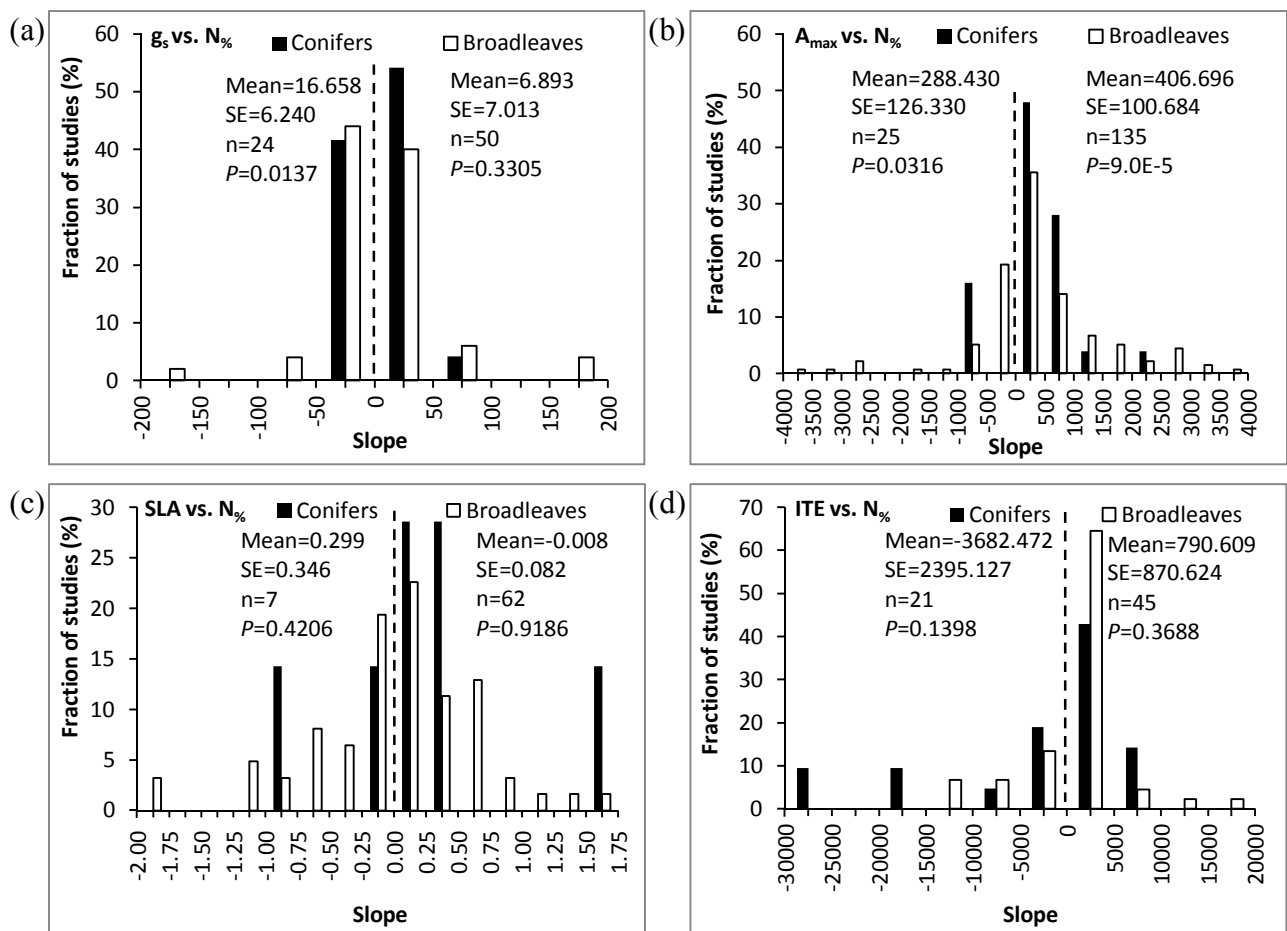 (a)
g_s vs. N_% Conifers Broadleaves
Mean=16.658
SE=6.240
n=24
P=0.0137
Mean=6.893
SE=7.013
n=50
P=0.3305
Fraction of studies (%)
60
50
40
30
20
10
0
-200 -150 -100 -50 0 50 100 150 200
Slope
(b)
A_max vs. N_% Conifers Broadleaves
Mean=288.430
SE=126.330
n=25
P=0.0316
Mean=406.696
SE=100.684
n=135
P=9.0E-5
Fraction of studies (%)
60
50
40
30
20
10
0
-4000 -3500 -3000 -2500 -2000 -1500 -1000 -500 0 500 1000 1500 2000 2500 3000 3500 4000
Slope
(c)
SLA vs. N_% Conifers Broadleaves
Mean=0.299
SE=0.346
n=7
P=0.4206
Mean=-0.008
SE=0.082
n=62
P=0.9186
Fraction of studies (%)
30
25
20
15
10
5
0
-2.00 -1.75 -1.50 -1.25 -1.00 -0.75 -0.50 -0.25 0.00 0.25 0.50 0.75 1.00 1.25 1.50 1.75
Slope
(d)
ITE vs. N_% Conifers Broadleaves
Mean=-3682.472
SE=2395.127
n=21
P=0.1398
Mean=790.609
SE=870.624
n=45
P=0.3688
Fraction of studies (%)
70
60
50
40
30
20
10
0
-30000 -25000 -20000 -15000 -10000 -5000 0 5000 10000 15000 20000
Slope